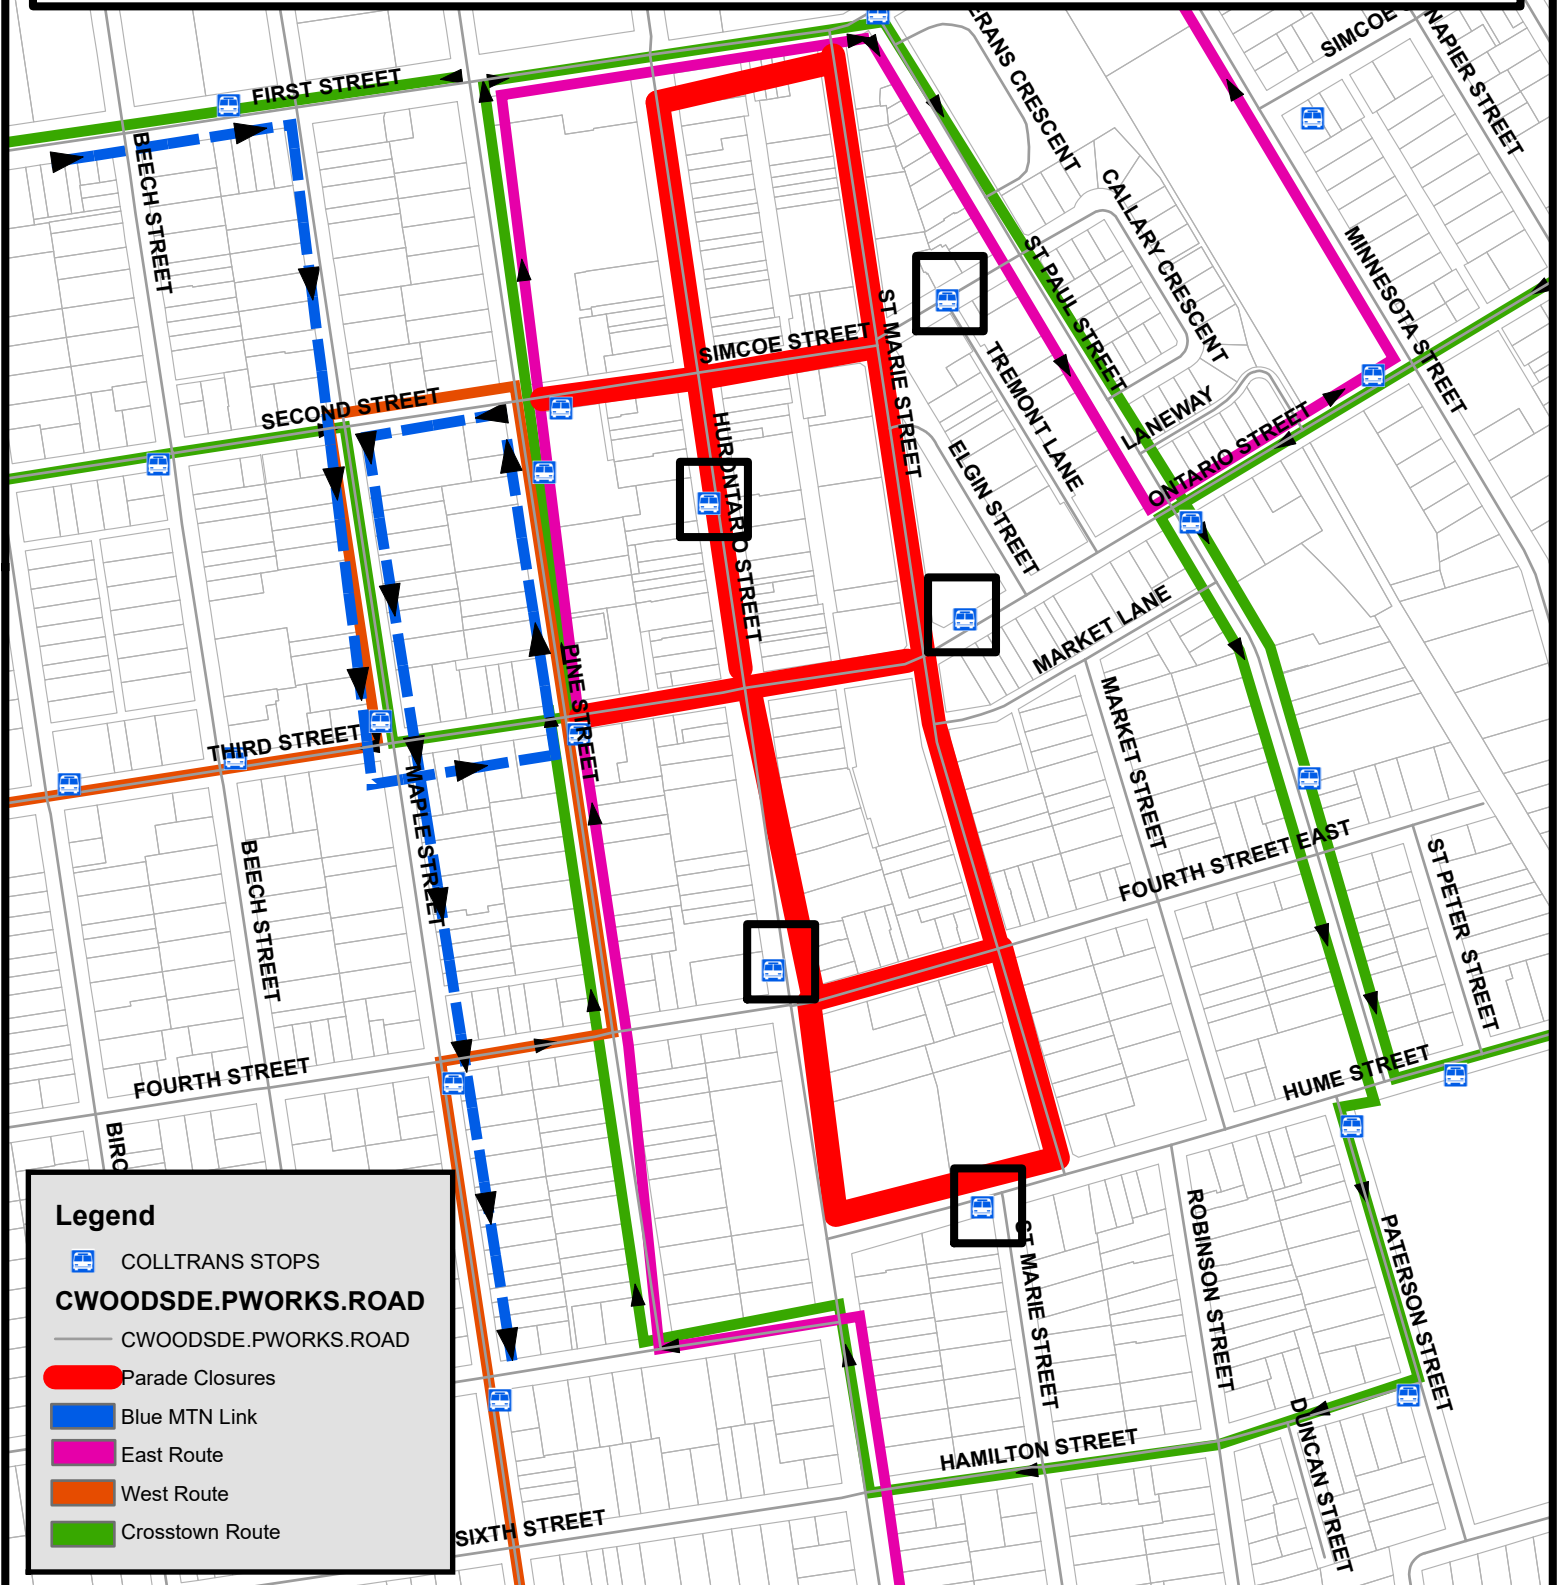 SIMCOE
NAPIER STREET
ERANS CRESCENT
FIRST STREET
BEECH STREET
CALLARY CRESCENT
MINNESOTA STREET
ST PAUL STREET
ST MARIE STREET
SIMCOE STREET
TREMONT LANE
SECOND STREET
LANEWAY
ONTARIO STREET
HURONTARIO STREET
ELGIN STREET
MARKET LANE
PINE STREET
MARKET STREET
THIRD STREET
MAPLE STREET
FOURTH STREET EAST
ST PETER STREET
BEECH STREET
HUME STREET
FOURTH STREET
BIRC
ROBINSON STREET
PATERSON STREET
ST MARIE STREET
DUNCAN STREET
HAMILTON STREET
SIXTH STREET
Legend
COLLTRANS STOPS
CWOODSDE.PWORKS.ROAD
CWOODSDE.PWORKS.ROAD
Parade Closures
Blue MTN Link
East Route
West Route
Crosstown Route